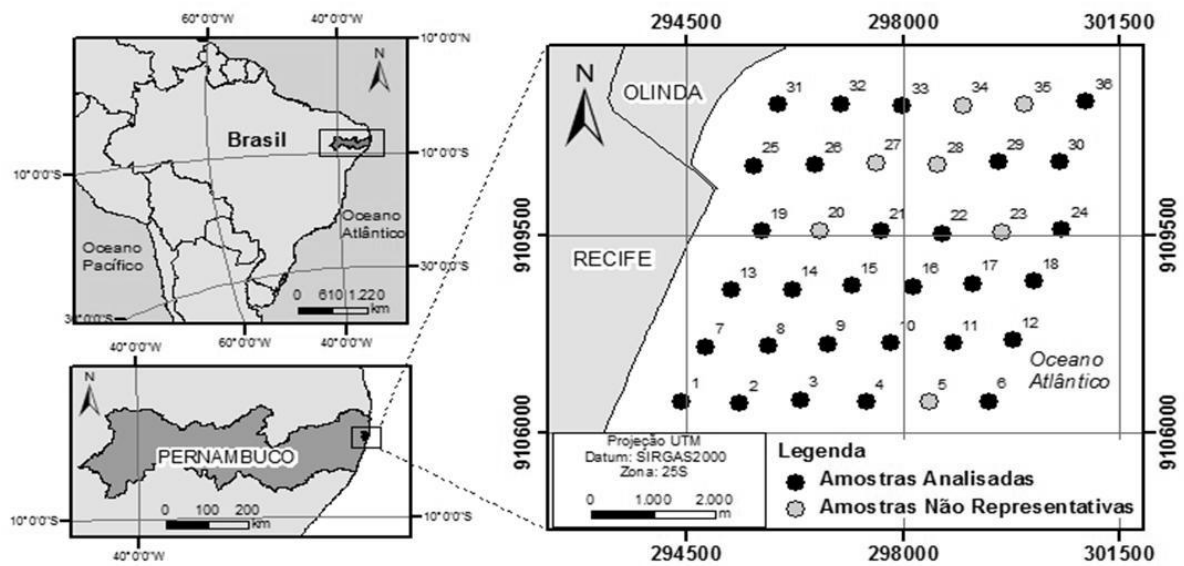 60°0'0"W
40°0'0"W
10°0'0"N
N
Brasil
10°0'0"S
10°0'0"S
Oceano
Atlântico
Oceano
Pacífico
30°0'0"S
0 610 1.220
km
60°0'0"W
40°0'0"W
40°0'0"W
N
PERNAMBUCO
0 100 200
km
10°0'0"S
10°0'0"S
40°0'0"W
294500
298000
301500
N
OLINDA
RECIFE
31 32 33 34 35 36
25 26 27 28 29 30
19 20 21 22 23 24
13 14 15 16 17 18
7 8 9 10 11 12
1 2 3 4 5 6
9109500
9109500
Oceano
Atlântico
9106000
9106000
Projeção UTM
Datum: SIRGAS2000
Zona: 25S
0 1.000 2.000
m
Legenda
Amostras Analisadas
Amostras Não Representativas
294500
298000
301500